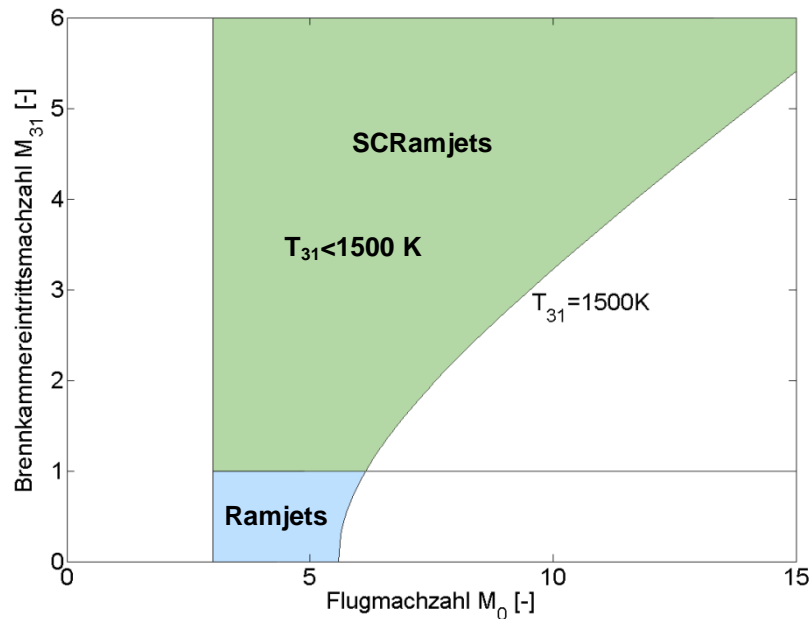 6
5
4
3
2
1
0
Brennkammereintrittsmachzahl M₃₁ [-]
SCRamjets
T₃₁<1500 K
T₃₁=1500K
Ramjets
0 5 10 15
Flugmachzahl M₀ [-]